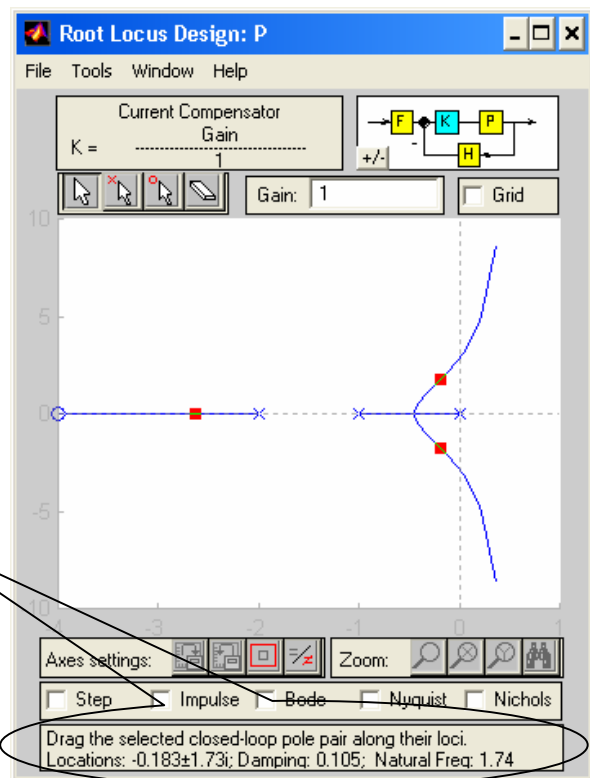 Root Locus Design: P
File Tools Window Help
Current Compensator
Gain
K = ------------------------------
1
F K P
-
+/- H
Gain: 1
Grid
10
5
0
-5
-10
-4 -3 -2 -1 0 1
Axes settings: Zoom:
Step Impulse Bode Nyquist Nichols
Drag the selected closed-loop pole pair along their loci.
Locations: -0.183±1.73i; Damping: 0.105; Natural Freq: 1.74